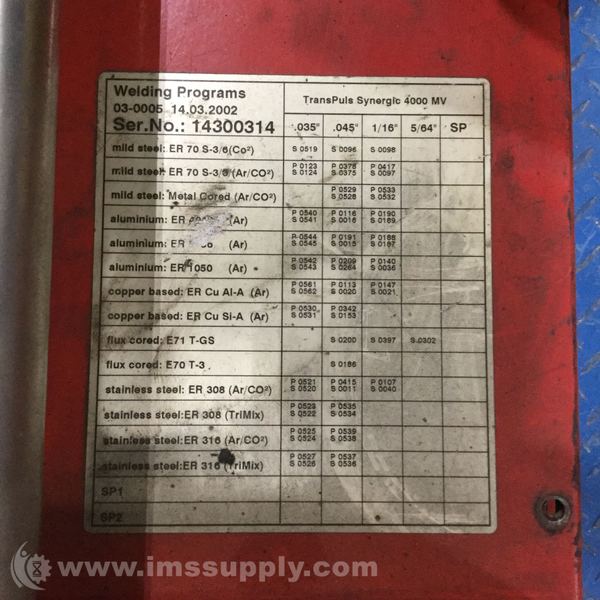 Welding Programs
03-0005 14.03.2002
Ser.No.: 14300314
TransPuls Synergic 4000 MV
.035" .045" 1/16" 5/64" SP
mild steel: ER 70 S-3/6(Co²) S 0519 S 0096 S 0098
mild steel: ER 70 S-3/6 (Ar/CO²) P 0123 S 0124 P 0378 S 0375 P 0417 S 0097
mild steel: Metal Cored (Ar/CO²) P 0529 S 0528 P 0533 S 0532
aluminium: ER (Ar) P 0540 S 0541 P 0116 S 0016 P 0190 S 0189
aluminium: ER (Ar) P 0544 S 0545 P 0191 S 0015 P 0188 S 0187
aluminium: ER 1050 (Ar) P 0542 S 0543 P 0209 S 0264 P 0140 S 0036
copper based: ER Cu Al-A (Ar) P 0561 S 0562 P 0113 S 0020 P 0147 S 0021
copper based: ER Cu Si-A (Ar) P 0530 S 0531 P 0342 S 0153
flux cored: E71 T-GS S 0200 S 0397 S 0302
flux cored: E70 T-3 S 0186
stainless steel: ER 308 (Ar/CO²) P 0521 S 0520 P 0415 S 0011 P 0107 S 0040
stainless steel: ER 308 (TriMix) P 0523 S 0522 P 0535 S 0534
stainless steel: ER 316 (Ar/CO²) P 0525 S 0524 P 0539 S 0538
stainless steel: ER 316 (TriMix) P 0527 S 0526 P 0537 S 0536
SP1
SP2
www.imssupply.com